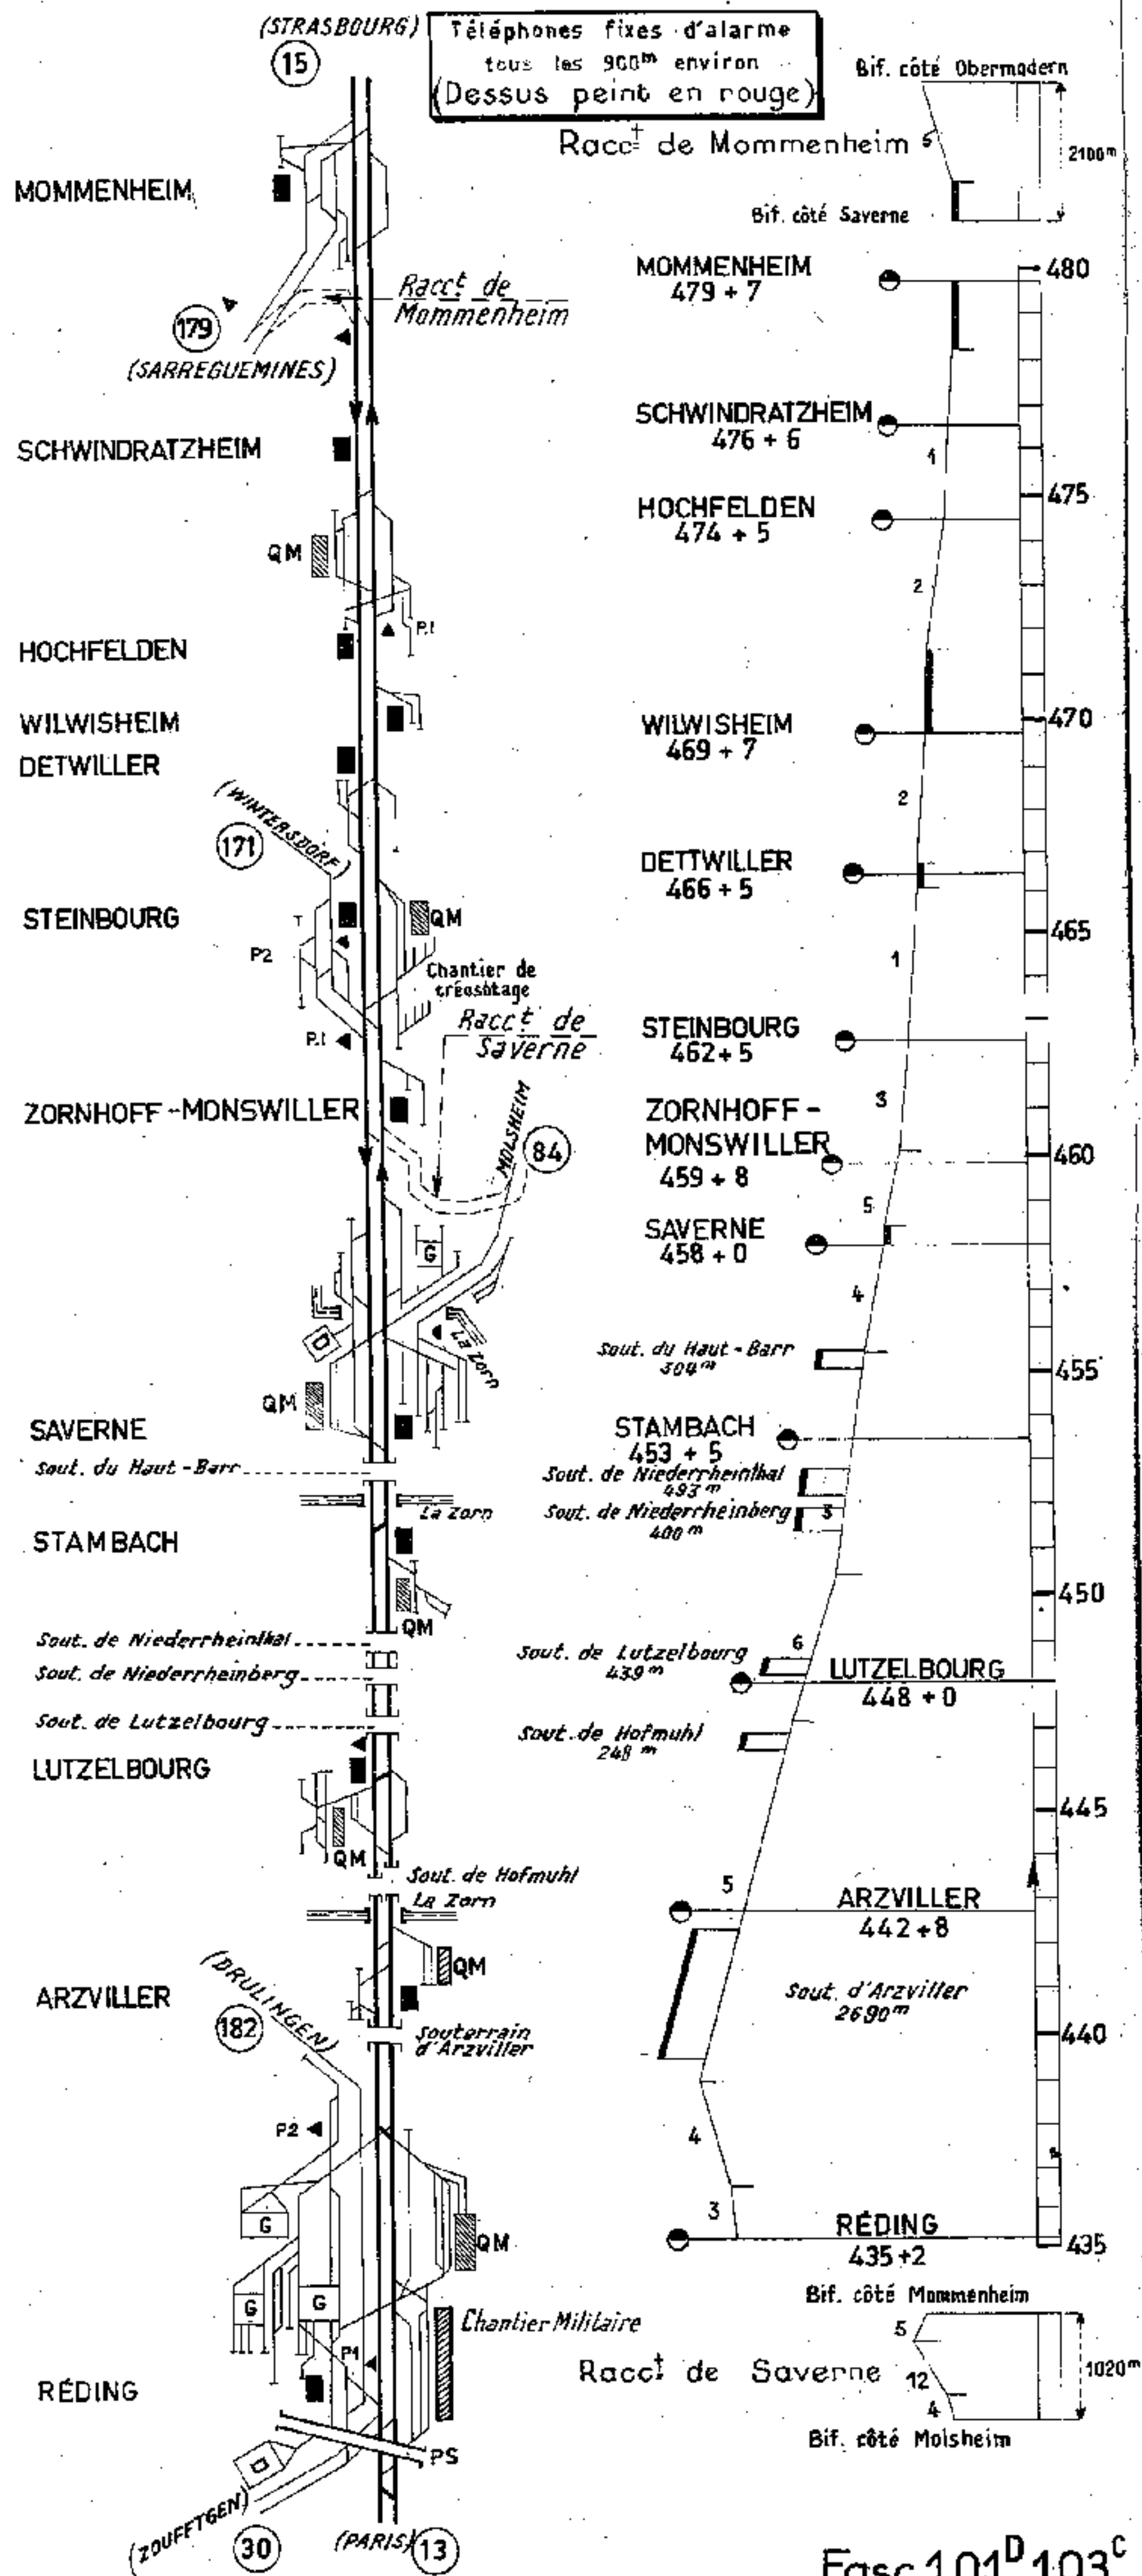 (STRASBOURG)
15
Téléphones fixes d'alarme
tous les 900m environ
(Dessus peint en rouge)
MOMMENHEIM
Racct de
Mommenheim
179
(SARREGUEMINES)
SCHWINDRATZHEIM
QM
P.1
HOCHFELDEN
WILWISHEIM
DETWILLER
(WINTERSDORF)
171
STEINBOURG
QM
P2
Chantier de
créosotage
Racct de
Saverne
P.1
ZORNHOFF-MONSWILLER
MOLSHEIM
84
G
D
La Zorn
QM
SAVERNE
Sout. du Haut-Barr
La Zorn
STAMBACH
QM
Sout. de Niederrheinthal
Sout. de Niederrheinberg
Sout. de Lutzelbourg
LUTZELBOURG
QM
Sout. de Hofmuhl
La Zorn
QM
ARZVILLER
(DRULINGEN)
182
Souterrain
d'Arzviller
P2
G
QM
G
G
Chantier Militaire
P1
RÉDING
PS
D
(ZOUFFTGEN)
30
(PARIS)
13
Bif. côté Obermodern
Racct de Mommenheim
5
2100m
Bif. côté Saverne
MOMMENHEIM
479 + 7
480
SCHWINDRATZHEIM
476 + 6
1
475
HOCHFELDEN
474 + 5
2
470
WILWISHEIM
469 + 7
2
DETTWILLER
466 + 5
465
1
STEINBOURG
462 + 5
3
ZORNHOFF-
MONSWILLER
459 + 8
460
5
SAVERNE
458 + 0
4
Sout. du Haut-Barr
304m
455
STAMBACH
453 + 5
Sout. de Niederrheinthal
493m
Sout. de Niederrheinberg
400m
3
450
Sout. de Lutzelbourg
439m
6
LUTZELBOURG
448 + 0
Sout. de Hofmuhl
248m
445
5
ARZVILLER
442 + 8
Sout. d'Arzviller
2690m
440
4
3
RÉDING
435 + 2
435
Bif. côté Mommenheim
5
Racct de Saverne
12
4
1020m
Bif. côté Molsheim
Fasc 101D 103C